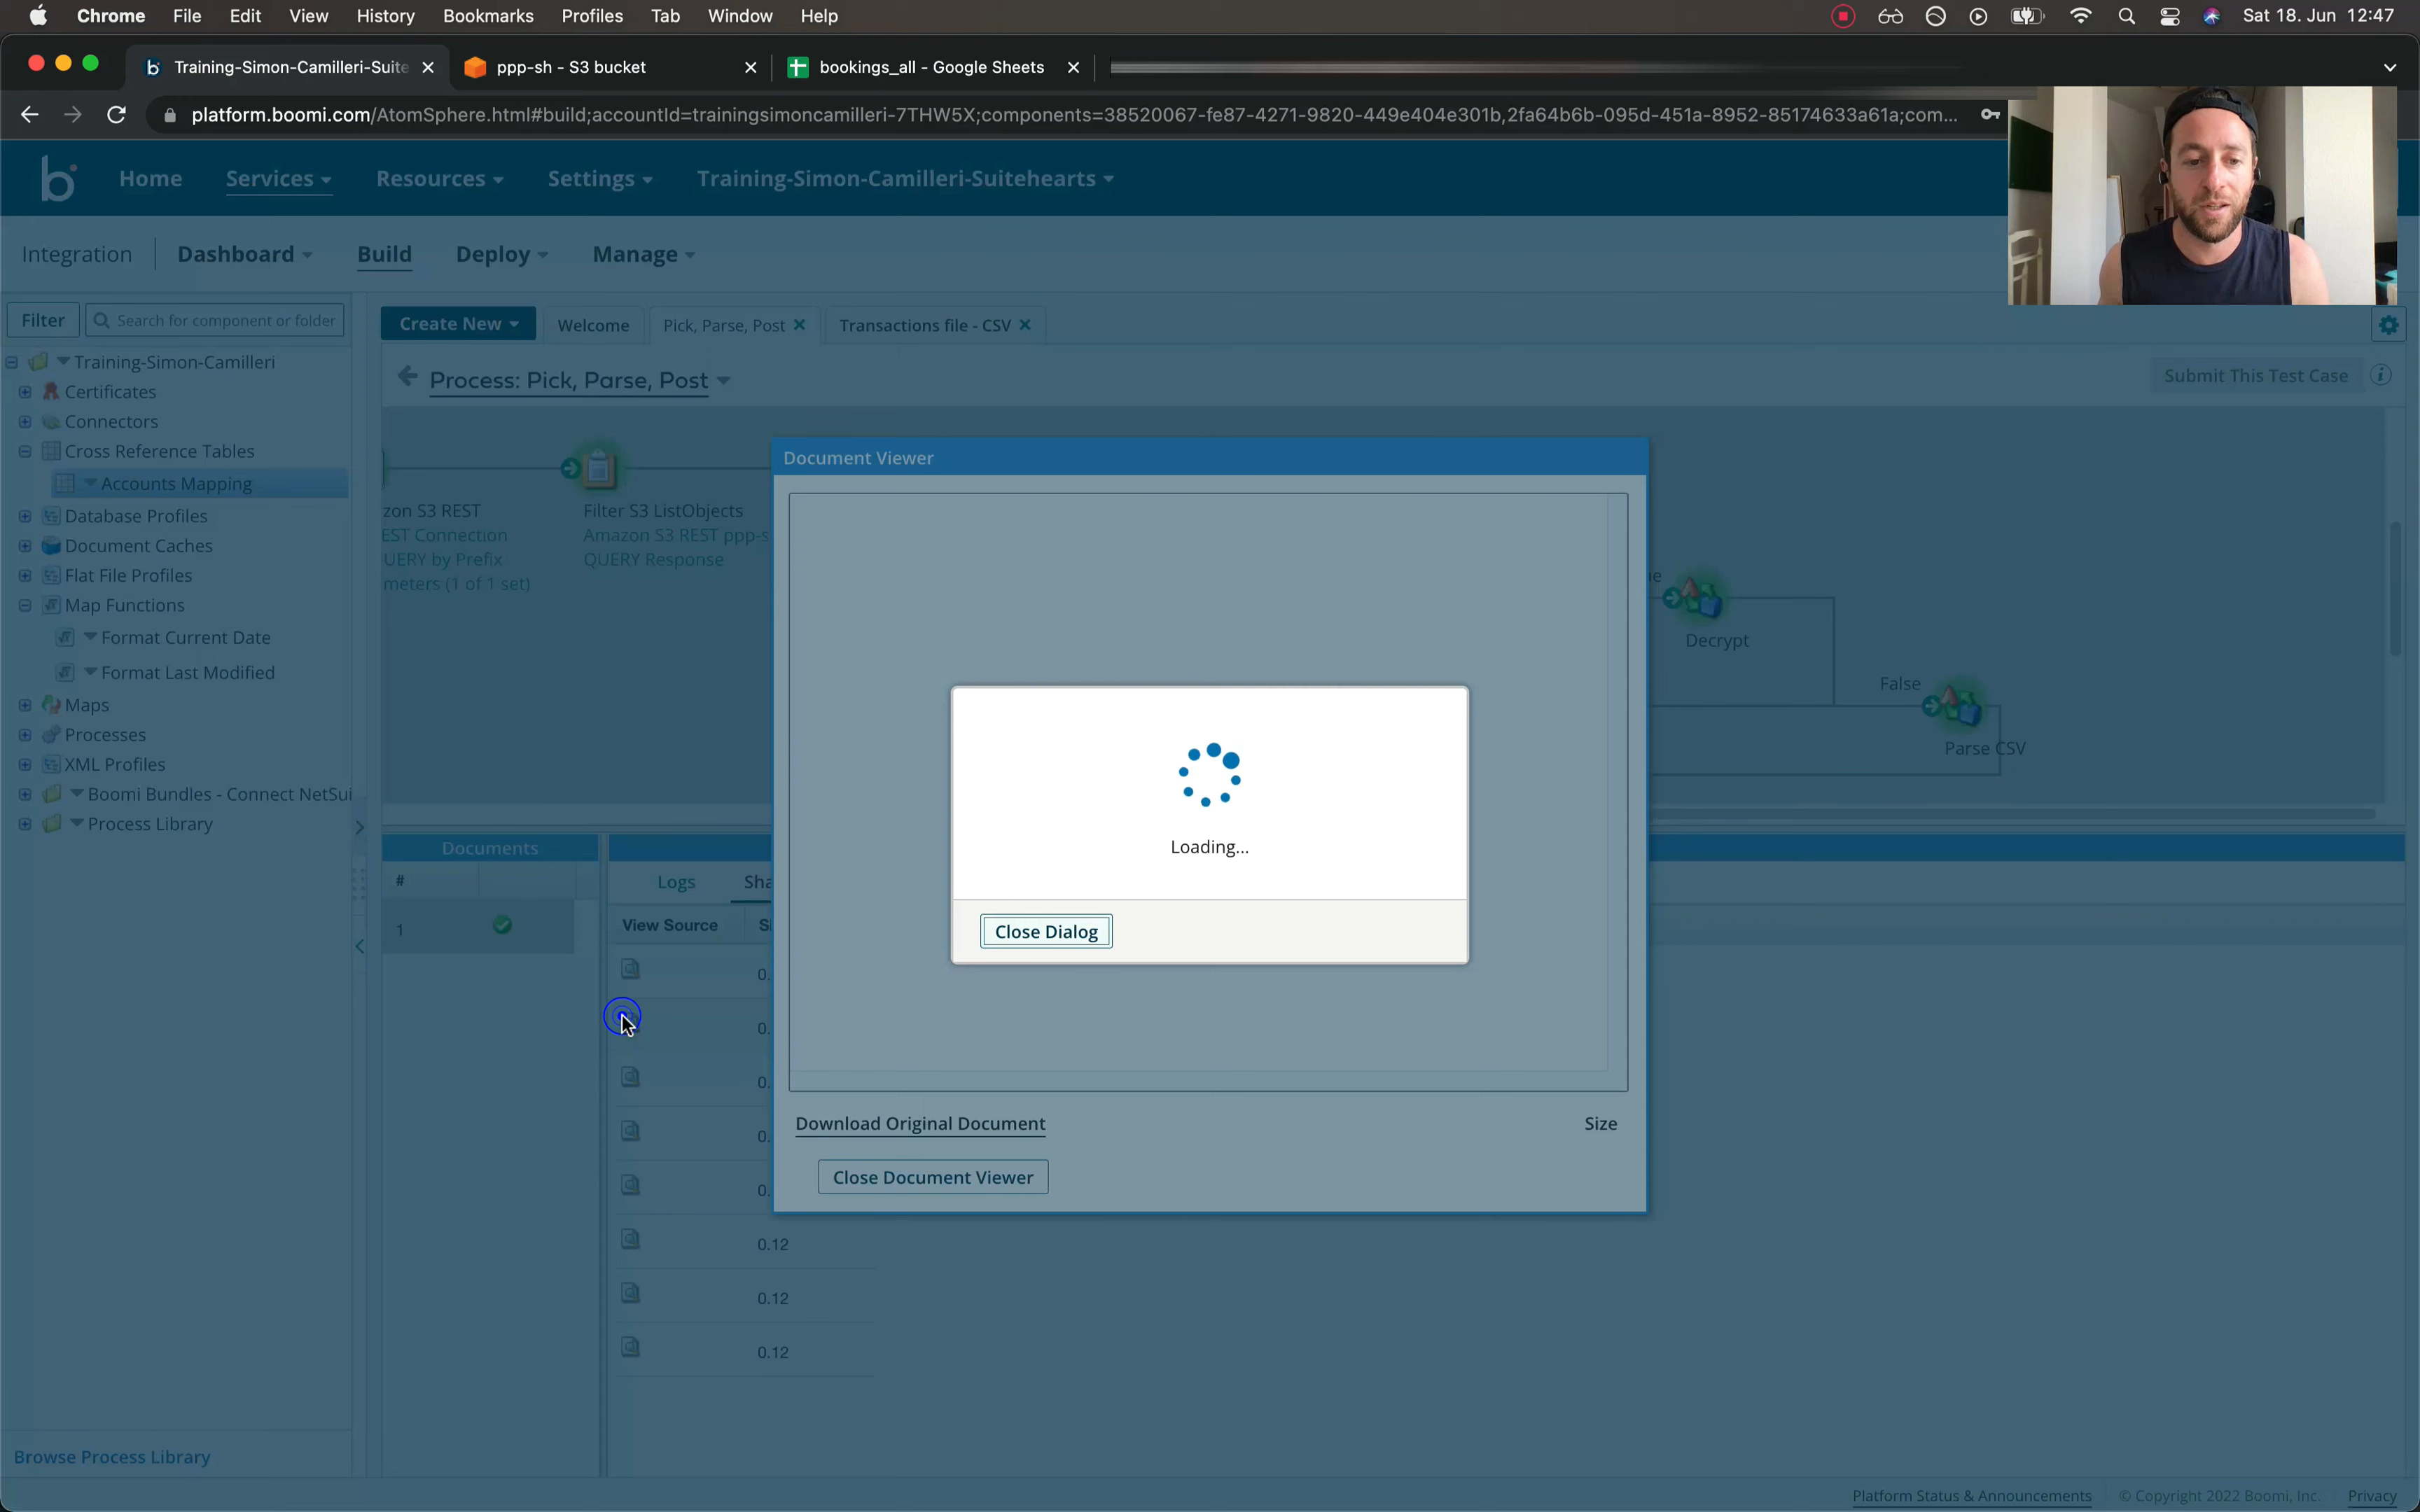 Chrome File Edit View History Bookmarks Profiles Tab Window Help Sat 18. Jun 12:47
Training-Simon-Camilleri-Suite ppp-sh - S3 bucket bookings_all - Google Sheets
platform.boomi.com/AtomSphere.html#build;accountId=trainingsimoncamilleri-7THW5X;components=38520067-fe87-4271-9820-449e404e301b,2fa64b6b-095d-451a-8952-85174633a61a;com...
Home Services Resources Settings Training-Simon-Camilleri-Suitehearts
Integration Dashboard Build Deploy Manage
Filter Search for component or folder
Create New Welcome Pick, Parse, Post Transactions file - CSV
Training-Simon-Camilleri
Certificates
Connectors
Cross Reference Tables
Accounts Mapping
Database Profiles
Document Caches
Flat File Profiles
Map Functions
Format Current Date
Format Last Modified
Maps
Processes
XML Profiles
Boomi Bundles - Connect NetSui
Process Library
Browse Process Library
Process: Pick, Parse, Post
Submit This Test Case
zon S3 REST
EST Connection
UERY by Prefix
meters (1 of 1 set)
Filter S3 ListObjects
Amazon S3 REST ppp-s
QUERY Response
Decrypt
False
Parse CSV
Document Viewer
Loading...
Close Dialog
Download Original Document Size
Close Document Viewer
Documents
#
1
Logs Sha
View Source S
0.
0.
0.
0.
0.
0.12
0.12
0.12
Platform Status & Announcements © Copyright 2022 Boomi, Inc. Privacy